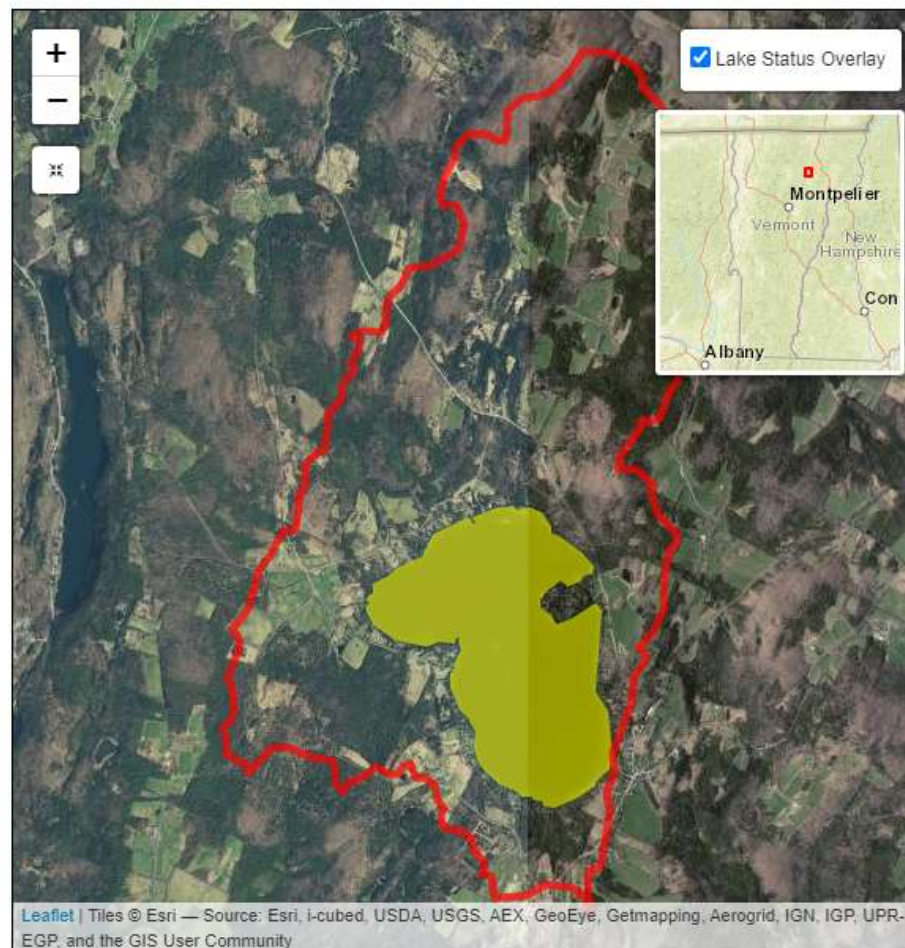 +
Lake Status Overlay
−
Montpelier
Vermont
New
Hampshire
Con
Albany
Leaflet | Tiles © Esri — Source: Esri, i-cubed, USDA, USGS, AEX, GeoEye, Getmapping, Aerogrid, IGN, IGP, UPR-
EGP, and the GIS User Community